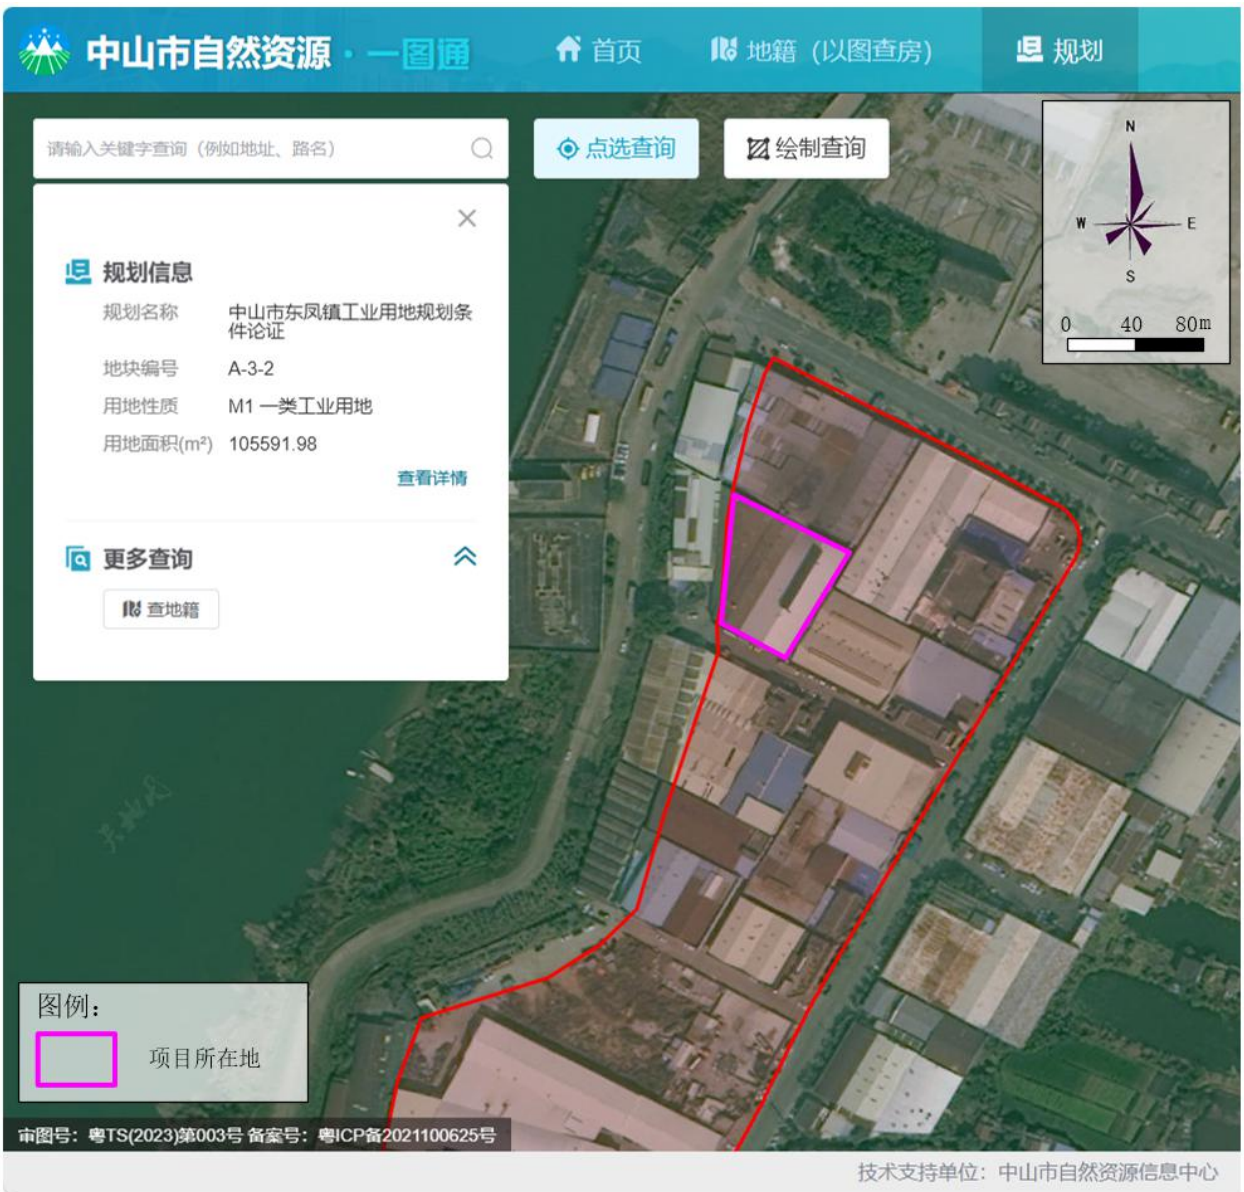 中山市自然资源·一图通
首页
地籍（以图查房）
规划
请输入关键字查询（例如地址、路名）
点选查询
绘制查询
N
W
E
S
0 40 80m
规划信息
规划名称 中山市东凤镇工业用地规划条
件论证
地块编号 A-3-2
用地性质 M1 一类工业用地
用地面积(m²) 105591.98
查看详情
更多查询
查地籍
图例：
项目所在地
审图号：粤TS(2023)第003号 备案号：粤ICP备2021100625号
技术支持单位：中山市自然资源信息中心